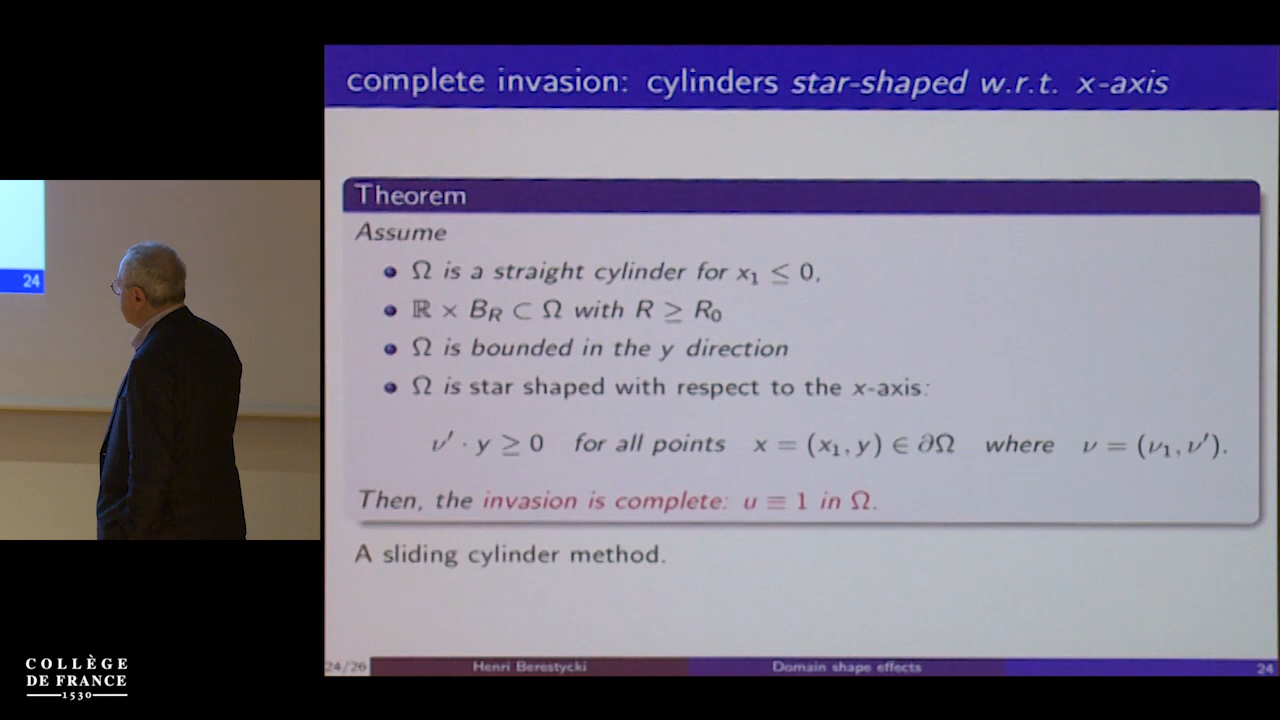 complete invasion: cylinders star-shaped w.r.t. x-axis
Theorem
Assume
Ω is a straight cylinder for x₁ ≤ 0,
ℝ × B_R ⊂ Ω with R ≥ R₀
Ω is bounded in the y direction
Ω is star shaped with respect to the x-axis:
ν′ · y ≥ 0 for all points x = (x₁, y) ∈ ∂Ω where ν = (ν₁, ν′).
Then, the invasion is complete: u ≡ 1 in Ω.
A sliding cylinder method.
24/26 Henri Berestycki Domain shape effects 24
24
COLLÈGE
DE FRANCE
1530